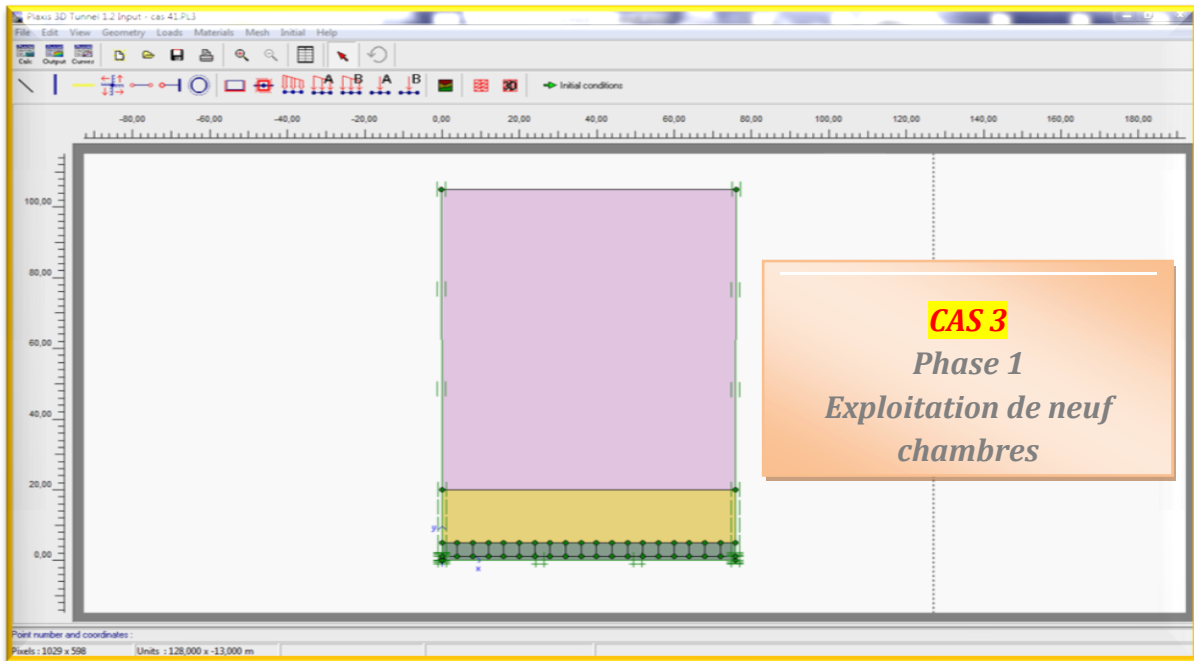 Plaxis 3D Tunnel 1.2 Input - cas 41.PL3
File Edit View Geometry Loads Materials Mesh Initial Help
Calc Output Curves
A B A B 3D Initial conditions
-80,00 -60,00 -40,00 -20,00 0,00 20,00 40,00 60,00 80,00 100,00 120,00 140,00 160,00 180,00
100,00
80,00
60,00
40,00
20,00
0,00
y
x
CAS 3
Phase 1
Exploitation de neuf
chambres
Point number and coordinates :
Pixels : 1029 x 598 Units : 128,000 x -13,000 m